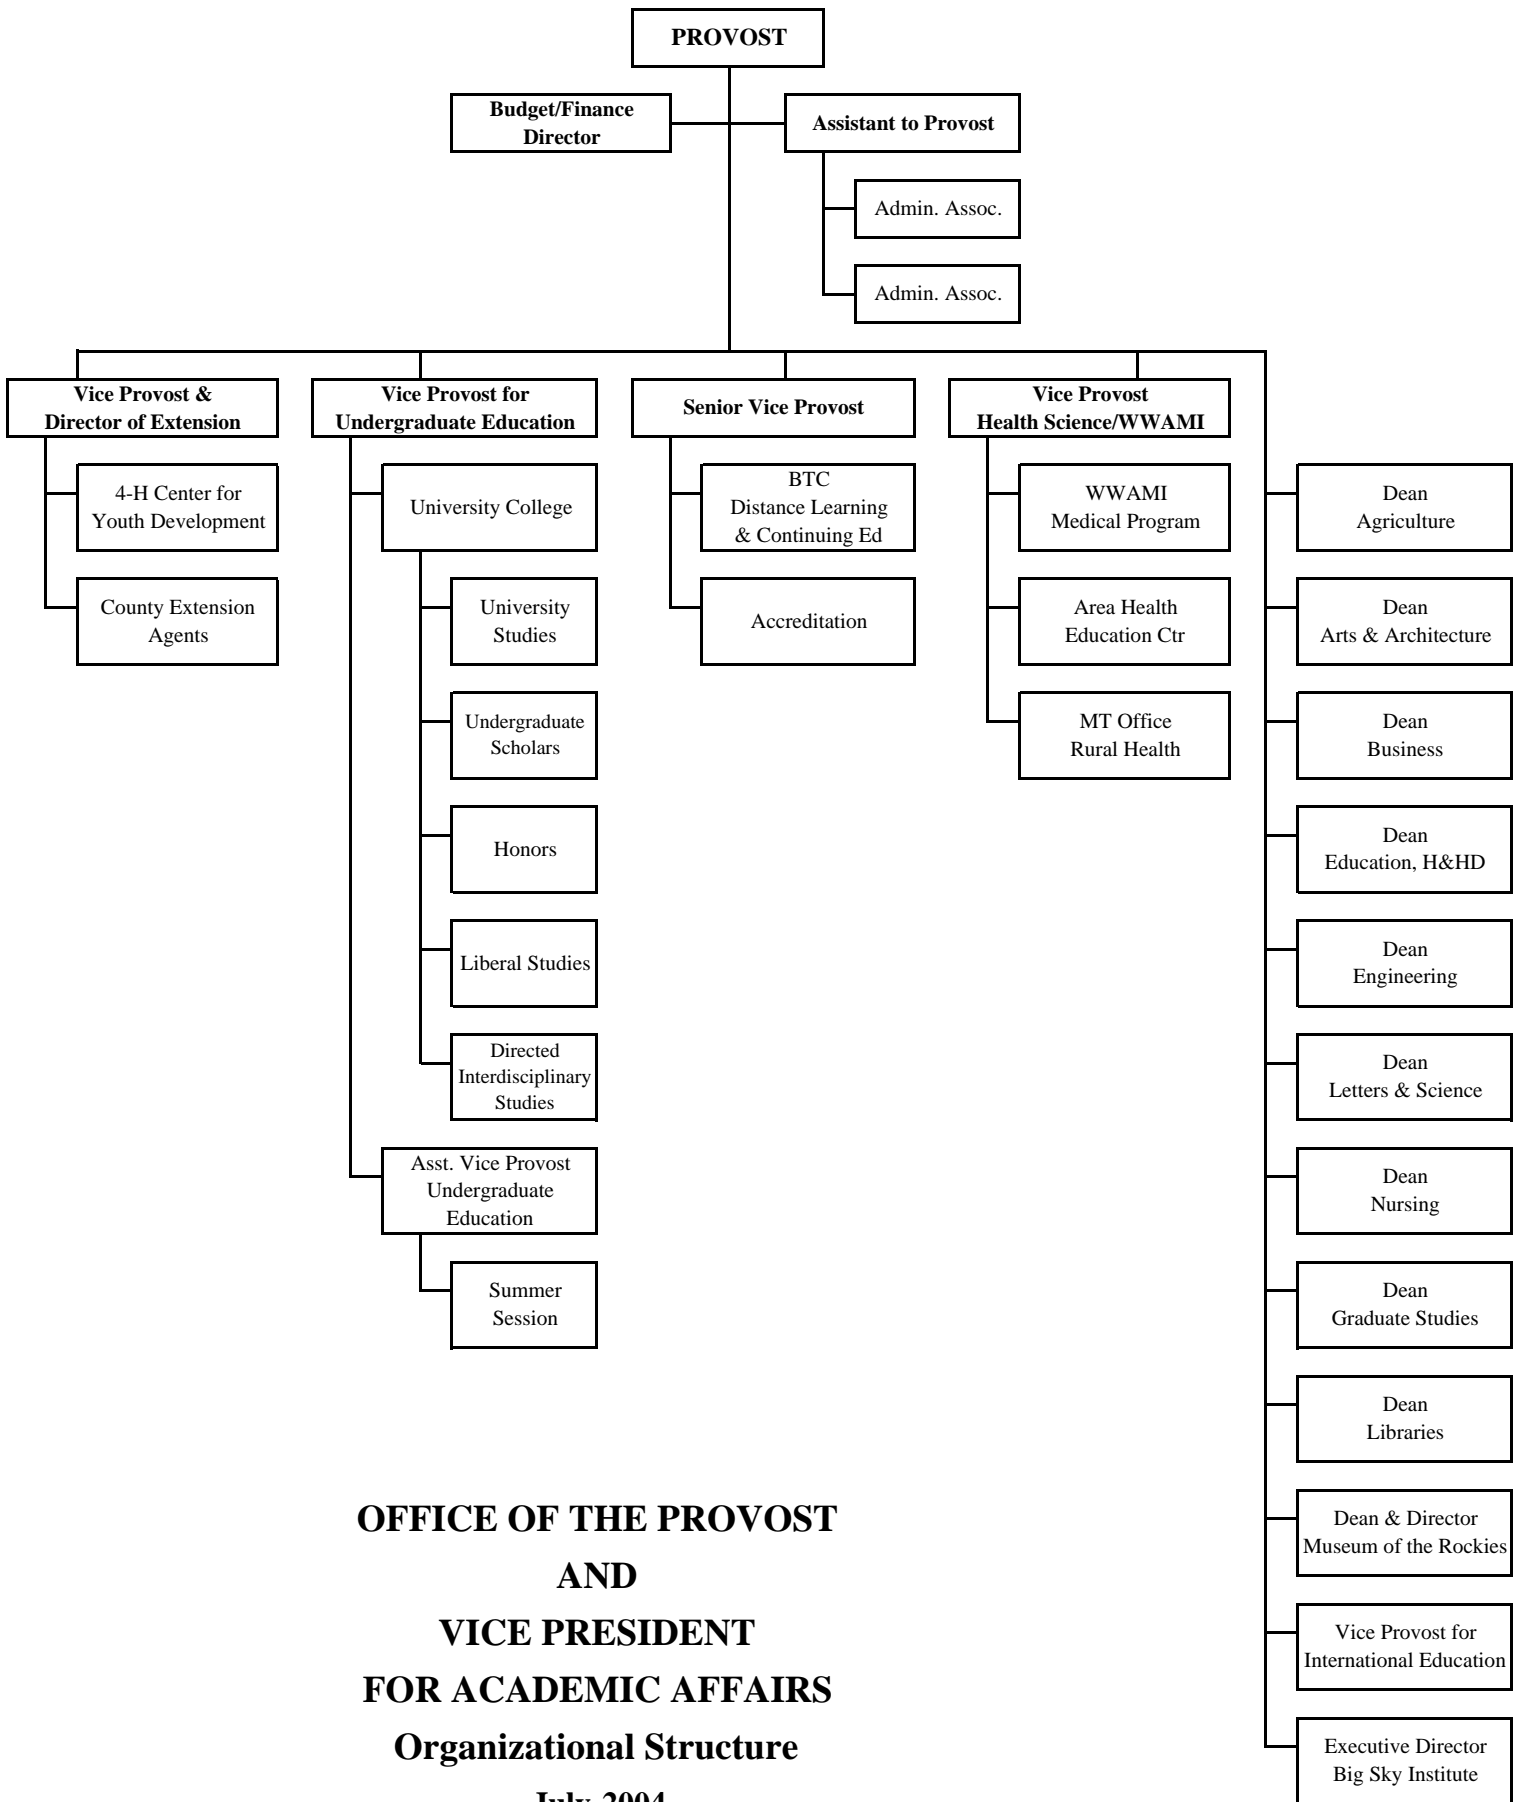 PROVOST
Budget/Finance
Director
Assistant to Provost
Admin. Assoc.
Admin. Assoc.
Vice Provost &
Director of Extension
4-H Center for
Youth Development
County Extension
Agents
Vice Provost for
Undergraduate Education
University College
University
Studies
Undergraduate
Scholars
Honors
Liberal Studies
Directed
Interdisciplinary
Studies
Asst. Vice Provost
Undergraduate
Education
Summer
Session
Senior Vice Provost
BTC
Distance Learning
& Continuing Ed
Accreditation
Vice Provost
Health Science/WWAMI
WWAMI
Medical Program
Area Health
Education Ctr
MT Office
Rural Health
Dean
Agriculture
Dean
Arts & Architecture
Dean
Business
Dean
Education, H&HD
Dean
Engineering
Dean
Letters & Science
Dean
Nursing
Dean
Graduate Studies
Dean
Libraries
Dean & Director
Museum of the Rockies
Vice Provost for
International Education
Executive Director
Big Sky Institute
OFFICE OF THE PROVOST
AND
VICE PRESIDENT
FOR ACADEMIC AFFAIRS
Organizational Structure
July 2004